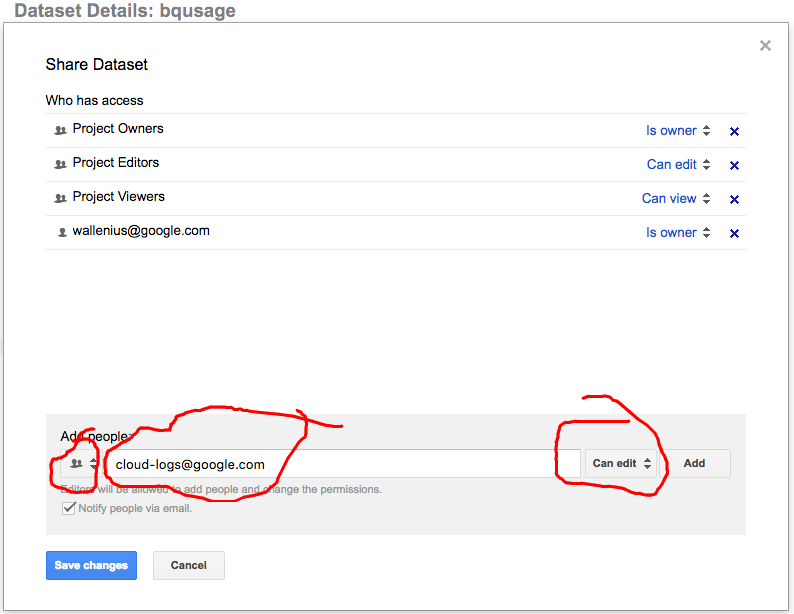 Dataset Details: bqusage
×
Share Dataset
Who has access
Project Owners Is owner ×
Project Editors Can edit ×
Project Viewers Can view ×
wallenius@google.com Is owner ×
Add people:
cloud-logs@google.com Can edit Add
Editors will be allowed to add people and change the permissions.
Notify people via email.
Save changes Cancel